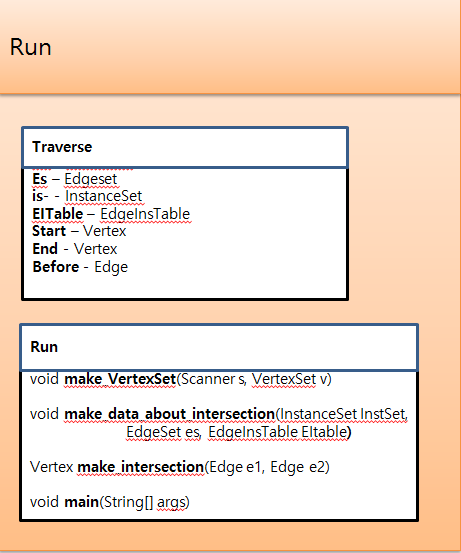 Run
Traverse
Es – Edgeset
is- - InstanceSet
EITable – EdgeInsTable
Start – Vertex
End - Vertex
Before - Edge
Run
void make_VertexSet(Scanner s, VertexSet v)
void make_data_about_intersection(InstanceSet InstSet,
EdgeSet es, EdgeInsTable EItable)
Vertex make_intersection(Edge e1, Edge e2)
void main(String[] args)